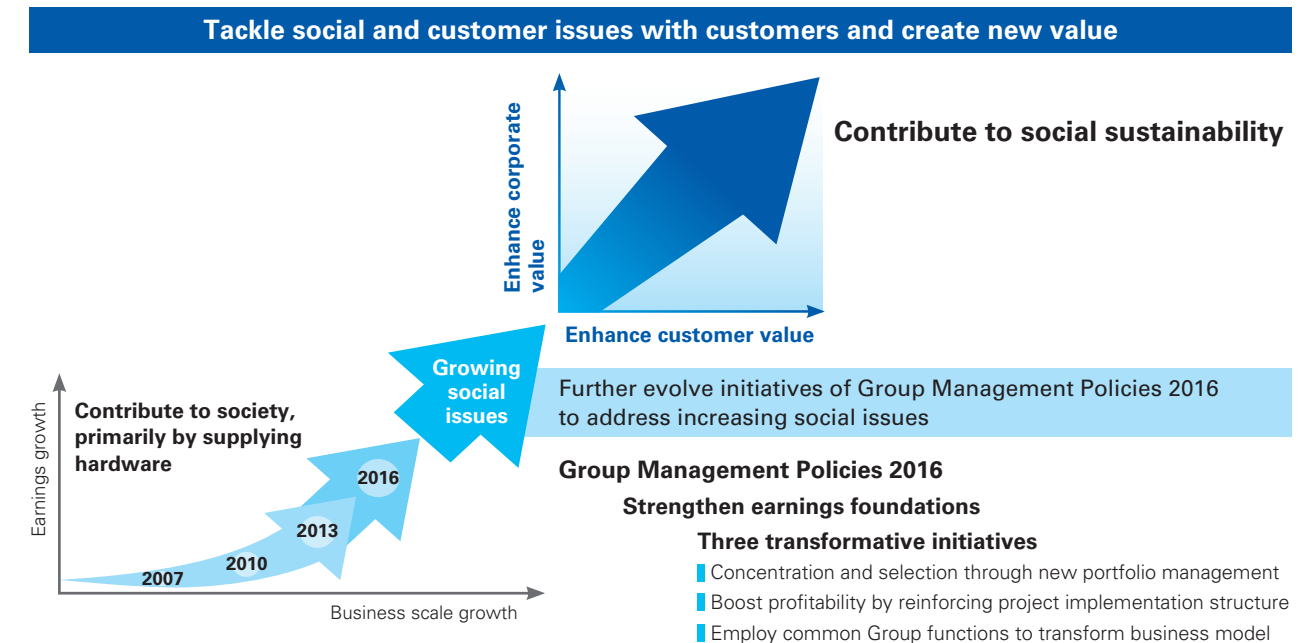 Tackle social and customer issues with customers and create new value
Enhance corporate
value
Contribute to social sustainability
Enhance customer value
Growing
social
issues
Further evolve initiatives of Group Management Policies 2016
to address increasing social issues
Earnings growth
Contribute to society,
primarily by supplying
hardware
2016
2013
2010
2007
Business scale growth
Group Management Policies 2016
Strengthen earnings foundations
Three transformative initiatives
Concentration and selection through new portfolio management
Boost profitability by reinforcing project implementation structure
Employ common Group functions to transform business model